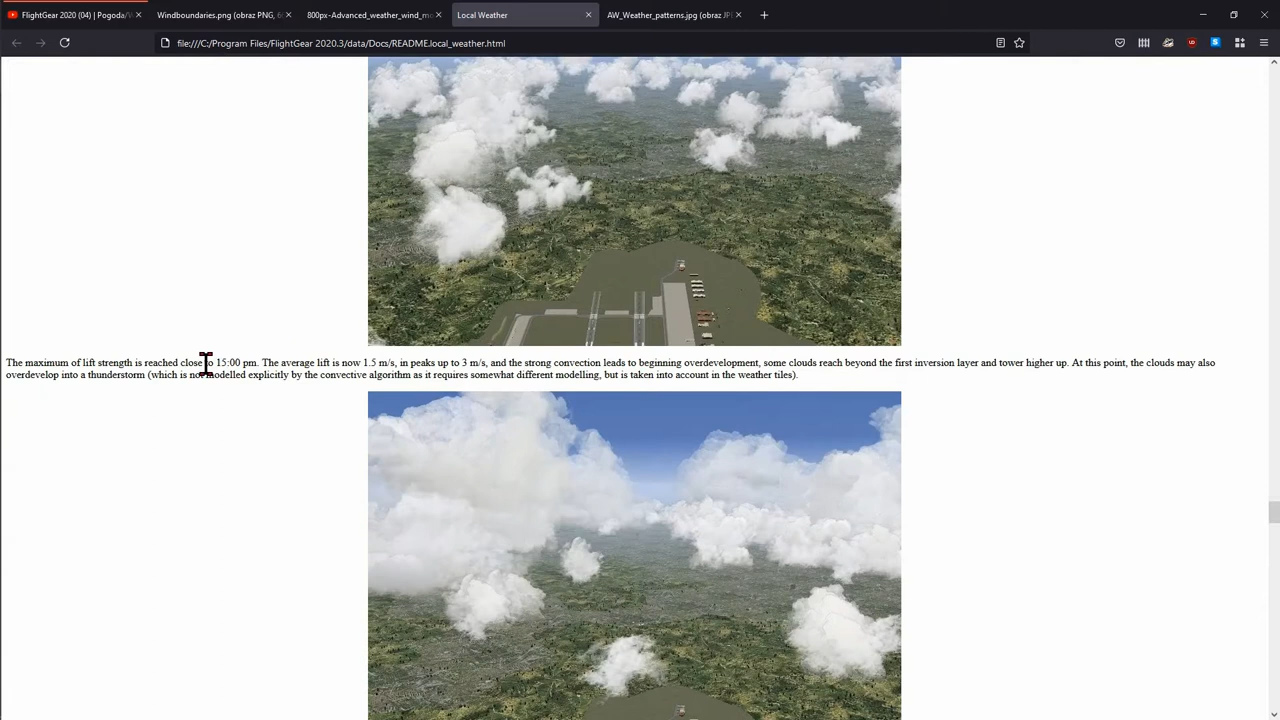 FlightGear 2020 (04) | Pogoda/W
Windboundaries.png (obraz PNG, 6
800px-Advanced_weather_wind_mo
Local Weather
AW_Weather_patterns.jpg (obraz JP
file:///C:/Program Files/FlightGear 2020.3/data/Docs/README.local_weather.html
The maximum of lift strength is reached close to 15:00 pm. The average lift is now 1.5 m/s, in peaks up to 3 m/s, and the strong convection leads to beginning overdevelopment, some clouds reach beyond the first inversion layer and tower higher up. At this point, the clouds may also
overdevelop into a thunderstorm (which is not modelled explicitly by the convective algorithm as it requires somewhat different modelling, but is taken into account in the weather tiles).